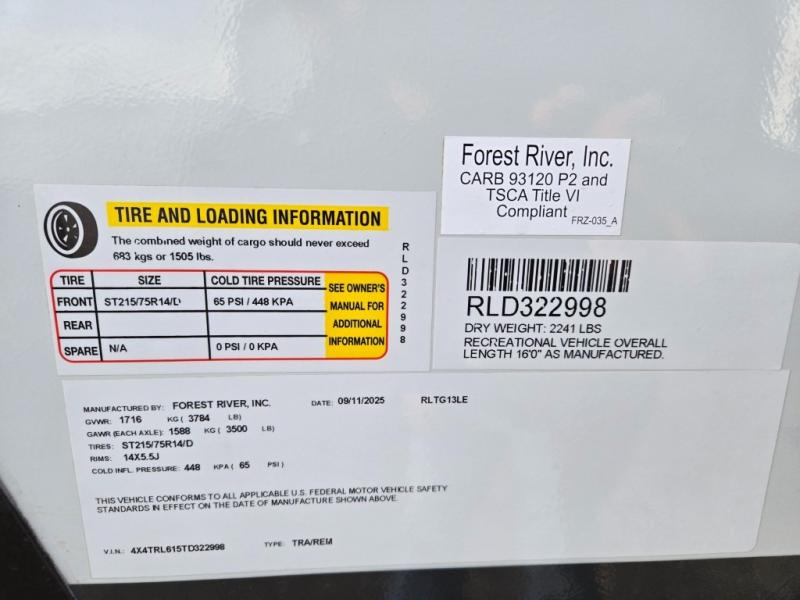 Forest River, Inc.
CARB 93120 P2 and
TSCA Title VI
Compliant
FRZ-035_A
TIRE AND LOADING INFORMATION
The combined weight of cargo should never exceed
683 kgs or 1505 lbs.
TIRE SIZE COLD TIRE PRESSURE
FRONT ST215/75R14/D 65 PSI / 448 KPA
REAR
SPARE N/A 0 PSI / 0 KPA
SEE OWNER'S
MANUAL FOR
ADDITIONAL
INFORMATION
RLD322998
RLD322998
DRY WEIGHT: 2241 LBS
RECREATIONAL VEHICLE OVERALL
LENGTH 16'0" AS MANUFACTURED.
MANUFACTURED BY: FOREST RIVER, INC. DATE: 09/11/2025 RLTG13LE
GVWR: 1716 KG ( 3784 LB)
GAWR (EACH AXLE): 1588 KG ( 3500 LB)
TIRES: ST215/75R14/D
RIMS: 14X5.5J
COLD INFL. PRESSURE: 448 KPA ( 65 PSI )
THIS VEHICLE CONFORMS TO ALL APPLICABLE U.S. FEDERAL MOTOR VEHICLE SAFETY
STANDARDS IN EFFECT ON THE DATE OF MANUFACTURE SHOWN ABOVE.
V.I.N.: 4X4TRL615TD322998 TYPE: TRA/REM